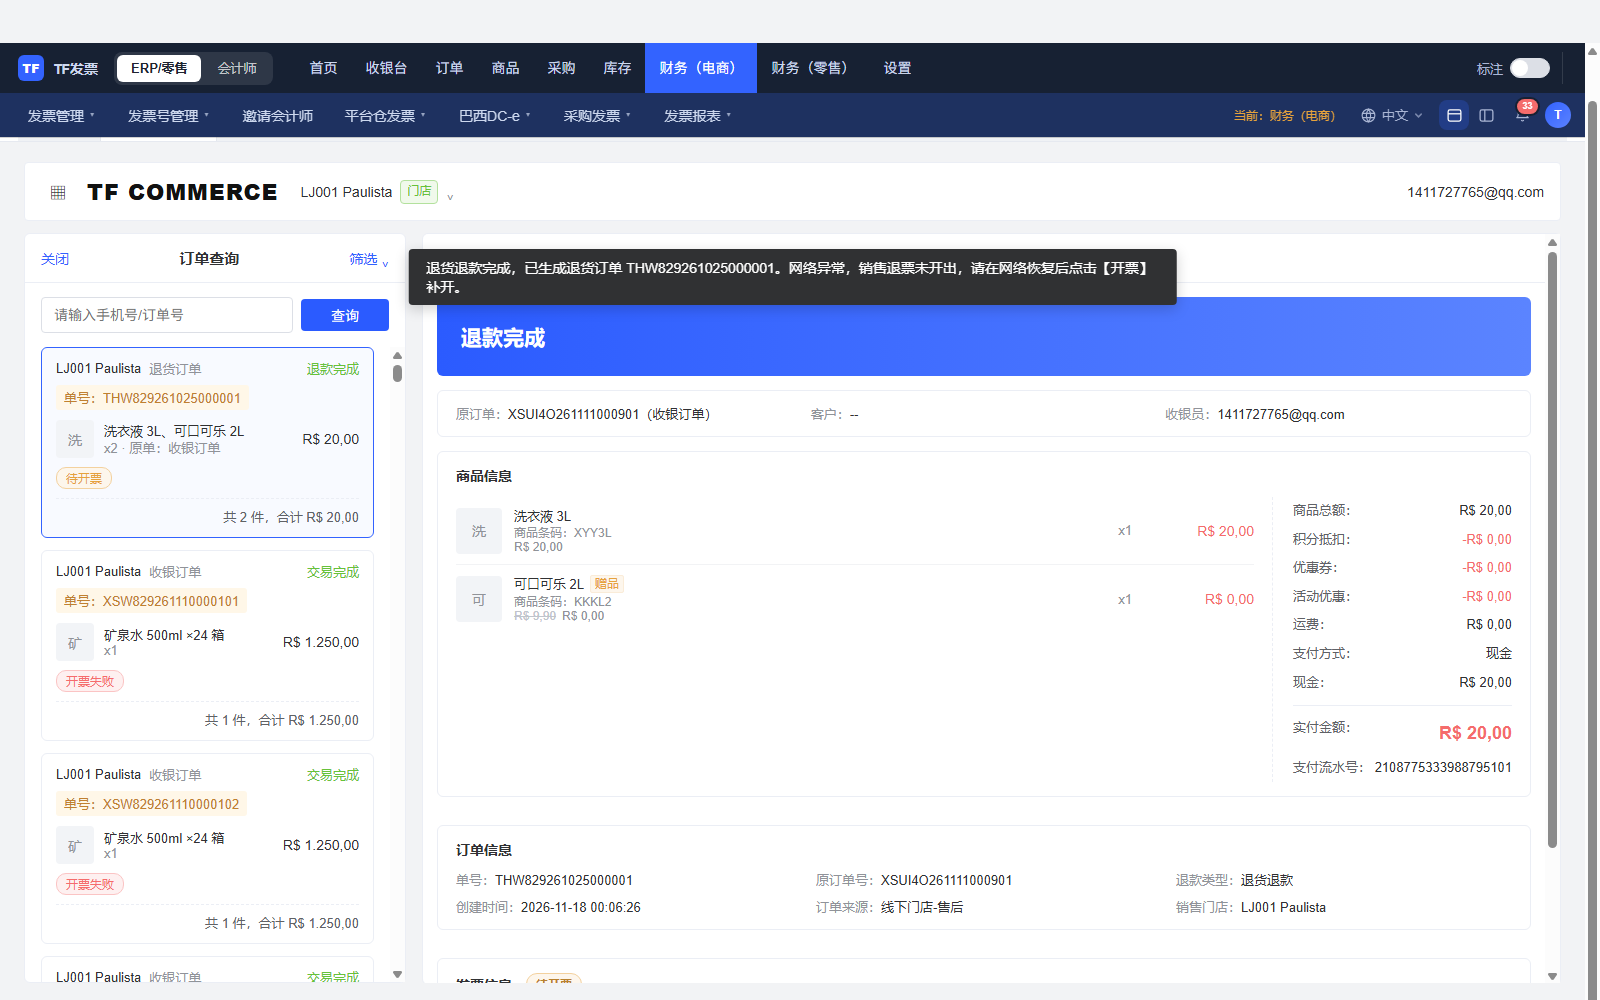 TF TF发票 ERP/零售 会计师 首页 收银台 订单 商品 采购 库存 财务（电商） 财务（零售） 设置 标注
发票管理 发票号管理 邀请会计师 平台仓发票 巴西DC-e 采购发票 发票报表 当前：财务（电商） 中文 33 T
TF COMMERCE LJ001 Paulista 门店 1411727765@qq.com
关闭 订单查询 筛选
退货退款完成，已生成退货订单 THW829261025000001。网络异常，销售退票未开出，请在网络恢复后点击【开票】
补开。
请输入手机号/订单号 查询
LJ001 Paulista 退货订单 退款完成
单号：THW829261025000001
洗 洗衣液 3L、可口可乐 2L R$ 20,00
x2 · 原单：收银订单
待开票
共 2 件，合计 R$ 20,00
LJ001 Paulista 收银订单 交易完成
单号：XSW829261110000101
矿 矿泉水 500ml ×24 箱 R$ 1.250,00
x1
开票失败
共 1 件，合计 R$ 1.250,00
LJ001 Paulista 收银订单 交易完成
单号：XSW829261110000102
矿 矿泉水 500ml ×24 箱 R$ 1.250,00
x1
开票失败
共 1 件，合计 R$ 1.250,00
LJ001 Paulista 收银订单 交易完成
退款完成
原订单：XSUI4O261111000901（收银订单） 客户：-- 收银员：1411727765@qq.com
商品信息
洗 洗衣液 3L x1 R$ 20,00
商品条码：XYY3L
R$ 20,00
可 可口可乐 2L 赠品 x1 R$ 0,00
商品条码：KKKL2
R$ 9,90 R$ 0,00
商品总额： R$ 20,00
积分抵扣： -R$ 0,00
优惠券： -R$ 0,00
活动优惠： -R$ 0,00
运费： R$ 0,00
支付方式： 现金
现金： R$ 20,00
实付金额： R$ 20,00
支付流水号： 2108775333988795101
订单信息
单号：THW829261025000001 原订单号：XSUI4O261111000901 退款类型：退货退款
创建时间：2026-11-18 00:06:26 订单来源：线下门店-售后 销售门店：LJ001 Paulista
发票信息 待开票